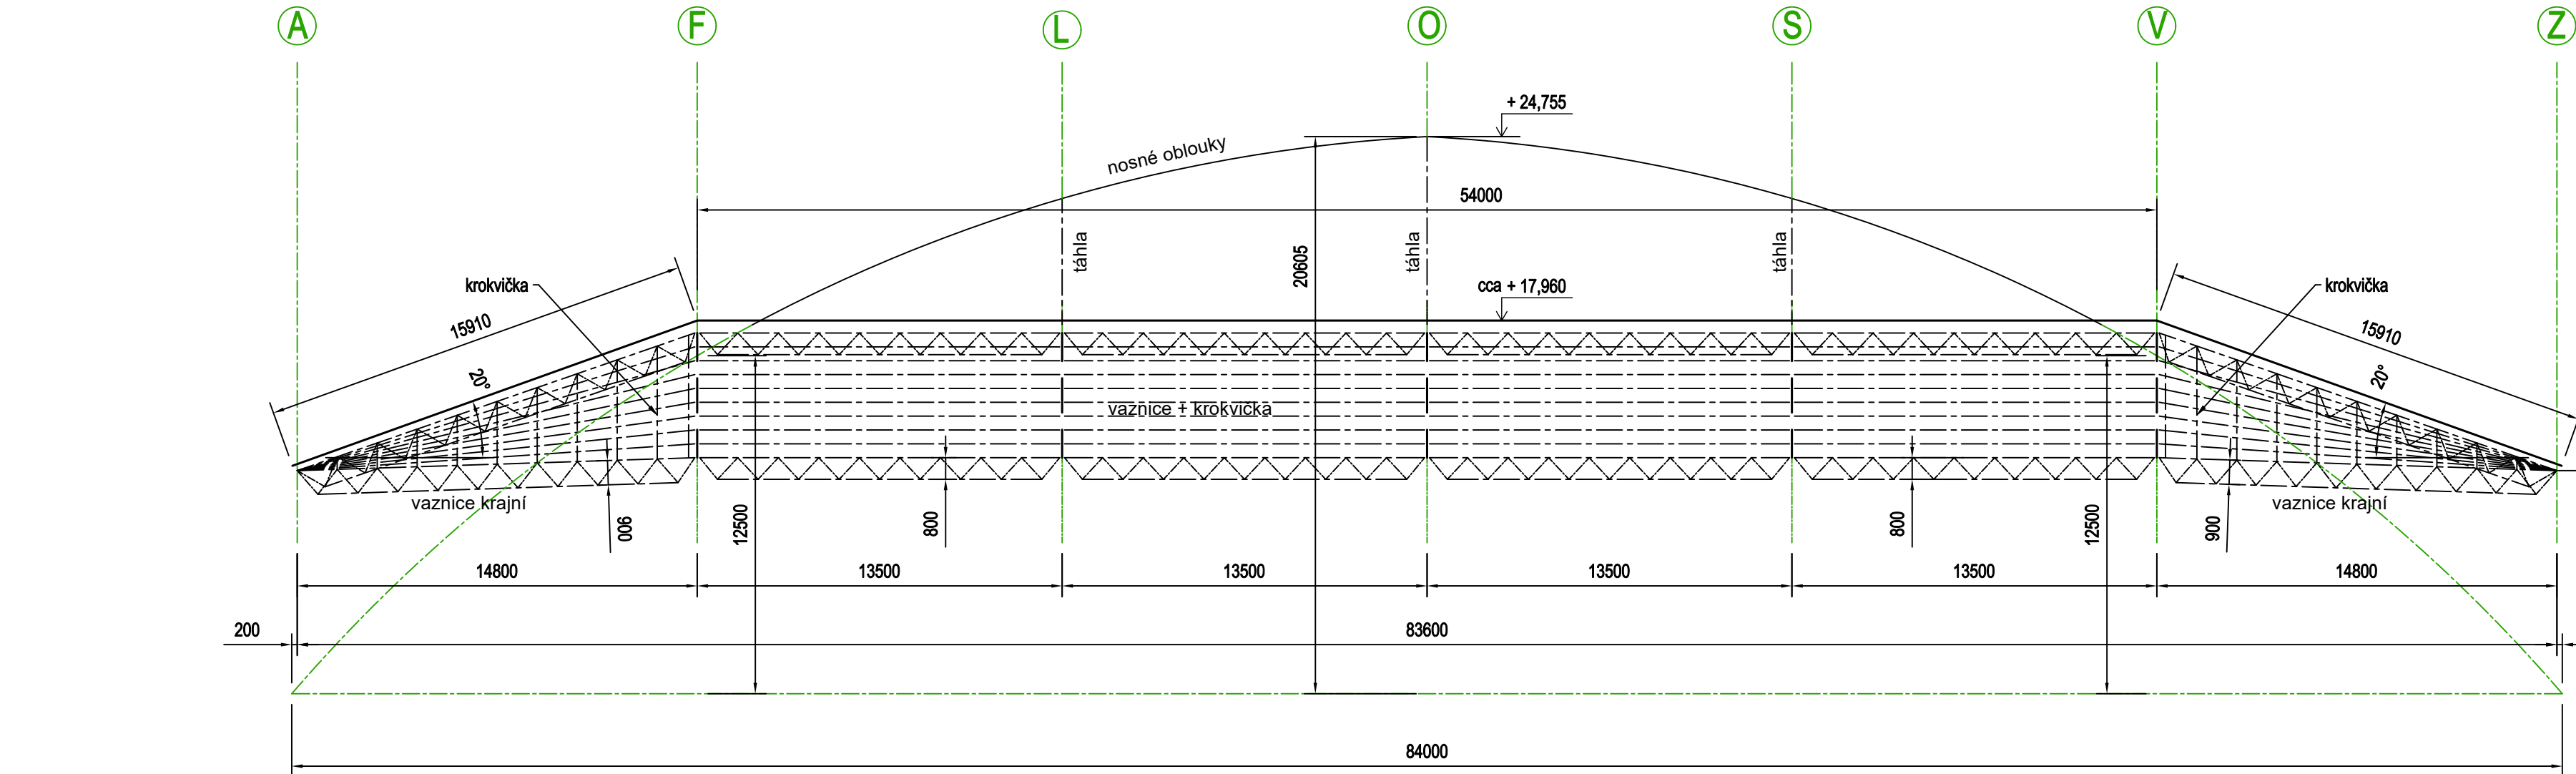 A F L O S V Z
+ 24,755
nosné oblouky
54000
táhla
táhla
táhla
20605
krokvička
cca + 17,960
krokvička
15910
15910
20°
20°
vaznice + krokvička
vaznice krajní
vaznice krajní
900
12500
800
800
12500
900
14800 13500 13500 13500 13500 14800
200
83600
84000